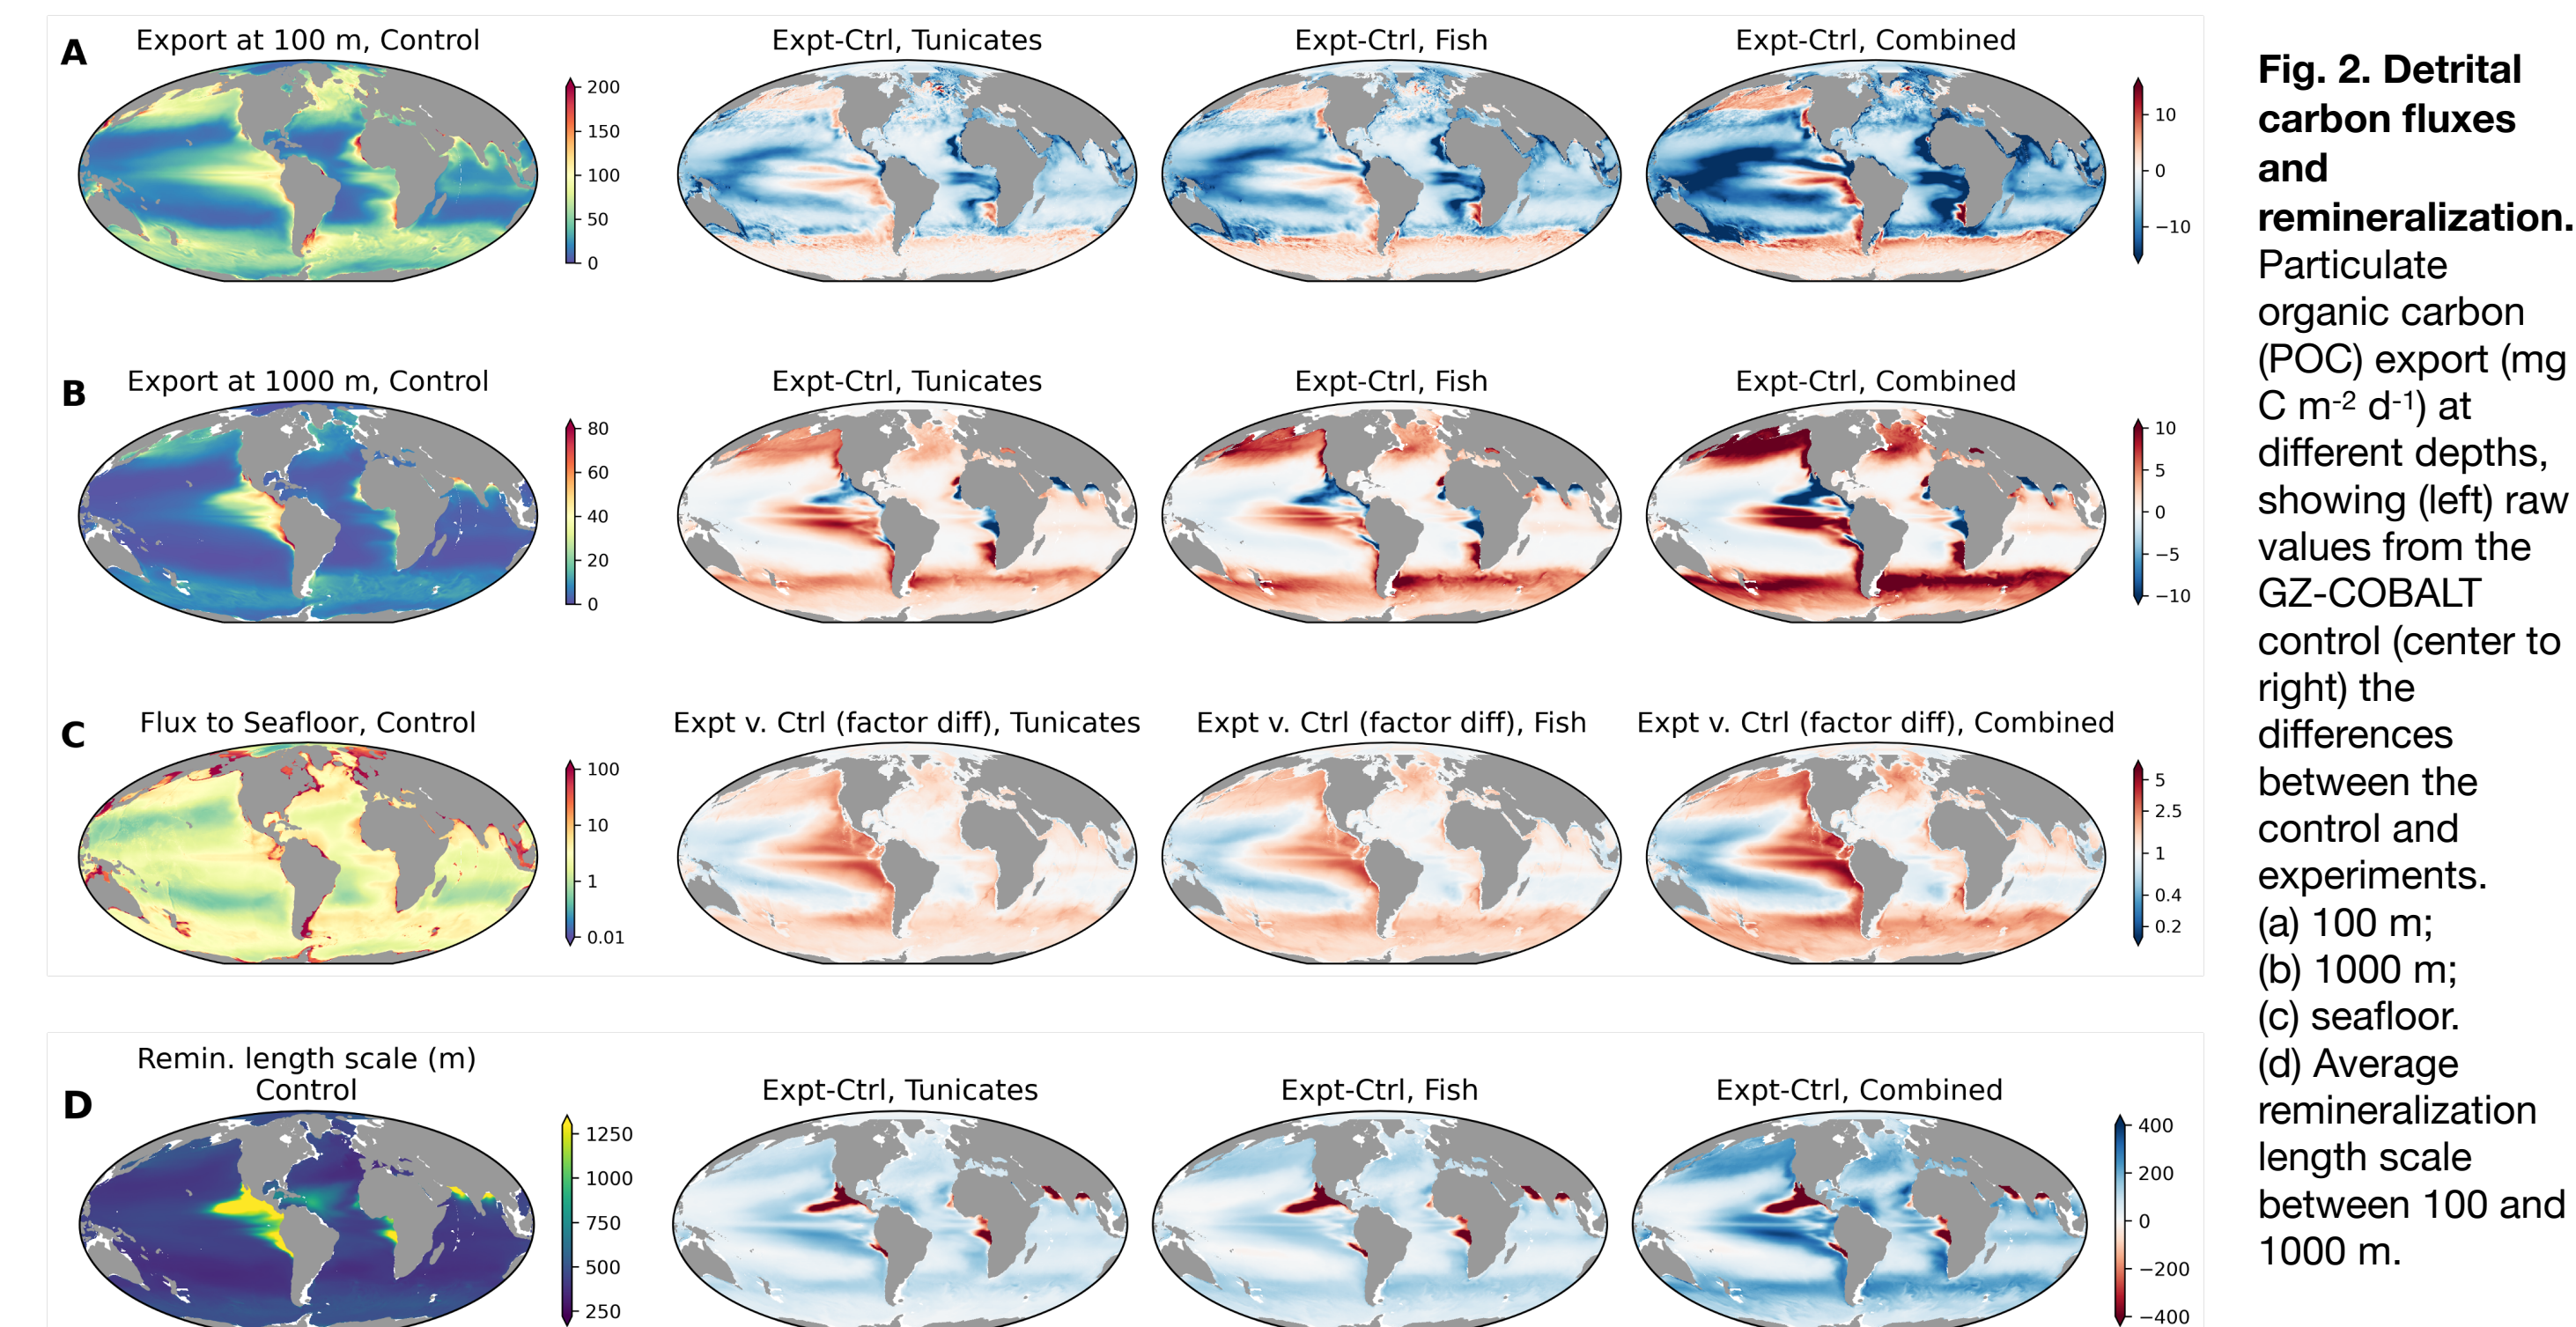 A
Export at 100 m, Control
Expt-Ctrl, Tunicates
Expt-Ctrl, Fish
Expt-Ctrl, Combined
200
150
100
50
0
10
0
−10
B
Export at 1000 m, Control
Expt-Ctrl, Tunicates
Expt-Ctrl, Fish
Expt-Ctrl, Combined
80
60
40
20
0
10
5
0
−5
−10
C
Flux to Seafloor, Control
Expt v. Ctrl (factor diff), Tunicates
Expt v. Ctrl (factor diff), Fish
Expt v. Ctrl (factor diff), Combined
100
10
1
0.01
5
2.5
1
0.4
0.2
D
Remin. length scale (m)
Control
Expt-Ctrl, Tunicates
Expt-Ctrl, Fish
Expt-Ctrl, Combined
1250
1000
750
500
250
400
200
0
−200
−400
Fig. 2. Detrital
carbon fluxes
and
remineralization.
Particulate
organic carbon
(POC) export (mg
C m-2 d-1) at
different depths,
showing (left) raw
values from the
GZ-COBALT
control (center to
right) the
differences
between the
control and
experiments.
(a) 100 m;
(b) 1000 m;
(c) seafloor.
(d) Average
remineralization
length scale
between 100 and
1000 m.